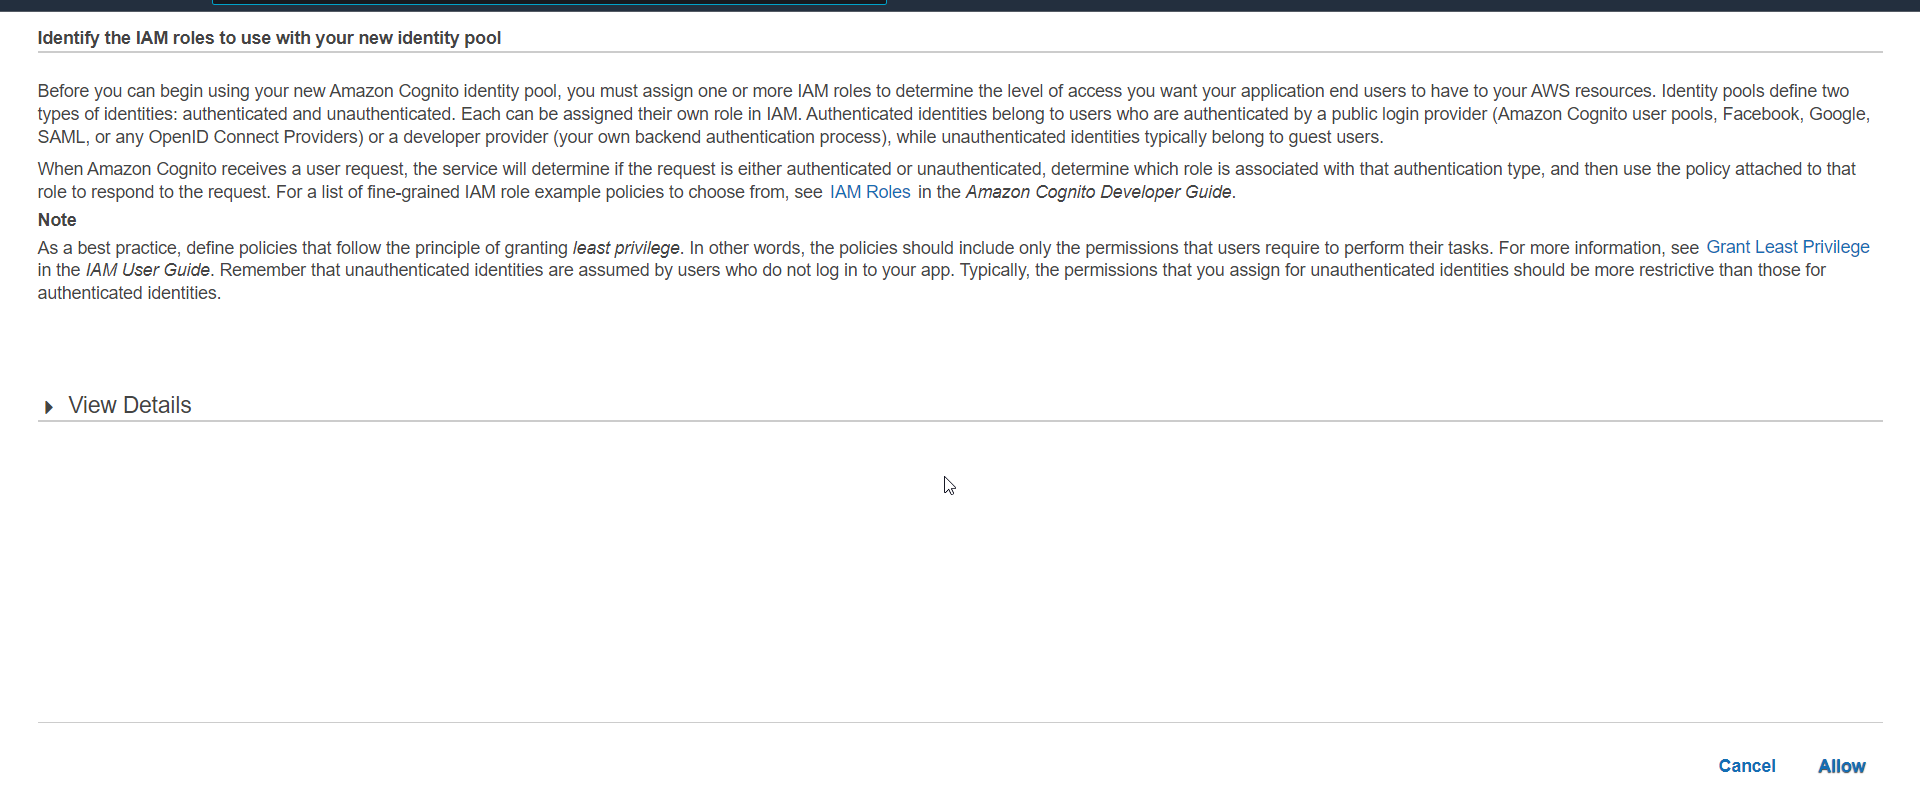 Identify the IAM roles to use with your new identity pool
Before you can begin using your new Amazon Cognito identity pool, you must assign one or more IAM roles to determine the level of access you want your application end users to have to your AWS resources. Identity pools define two
types of identities: authenticated and unauthenticated. Each can be assigned their own role in IAM. Authenticated identities belong to users who are authenticated by a public login provider (Amazon Cognito user pools, Facebook, Google,
SAML, or any OpenID Connect Providers) or a developer provider (your own backend authentication process), while unauthenticated identities typically belong to guest users.
When Amazon Cognito receives a user request, the service will determine if the request is either authenticated or unauthenticated, determine which role is associated with that authentication type, and then use the policy attached to that
role to respond to the request. For a list of fine-grained IAM role example policies to choose from, see IAM Roles in the Amazon Cognito Developer Guide.
Note
As a best practice, define policies that follow the principle of granting least privilege. In other words, the policies should include only the permissions that users require to perform their tasks. For more information, see Grant Least Privilege
in the IAM User Guide. Remember that unauthenticated identities are assumed by users who do not log in to your app. Typically, the permissions that you assign for unauthenticated identities should be more restrictive than those for
authenticated identities.
View Details
Cancel Allow